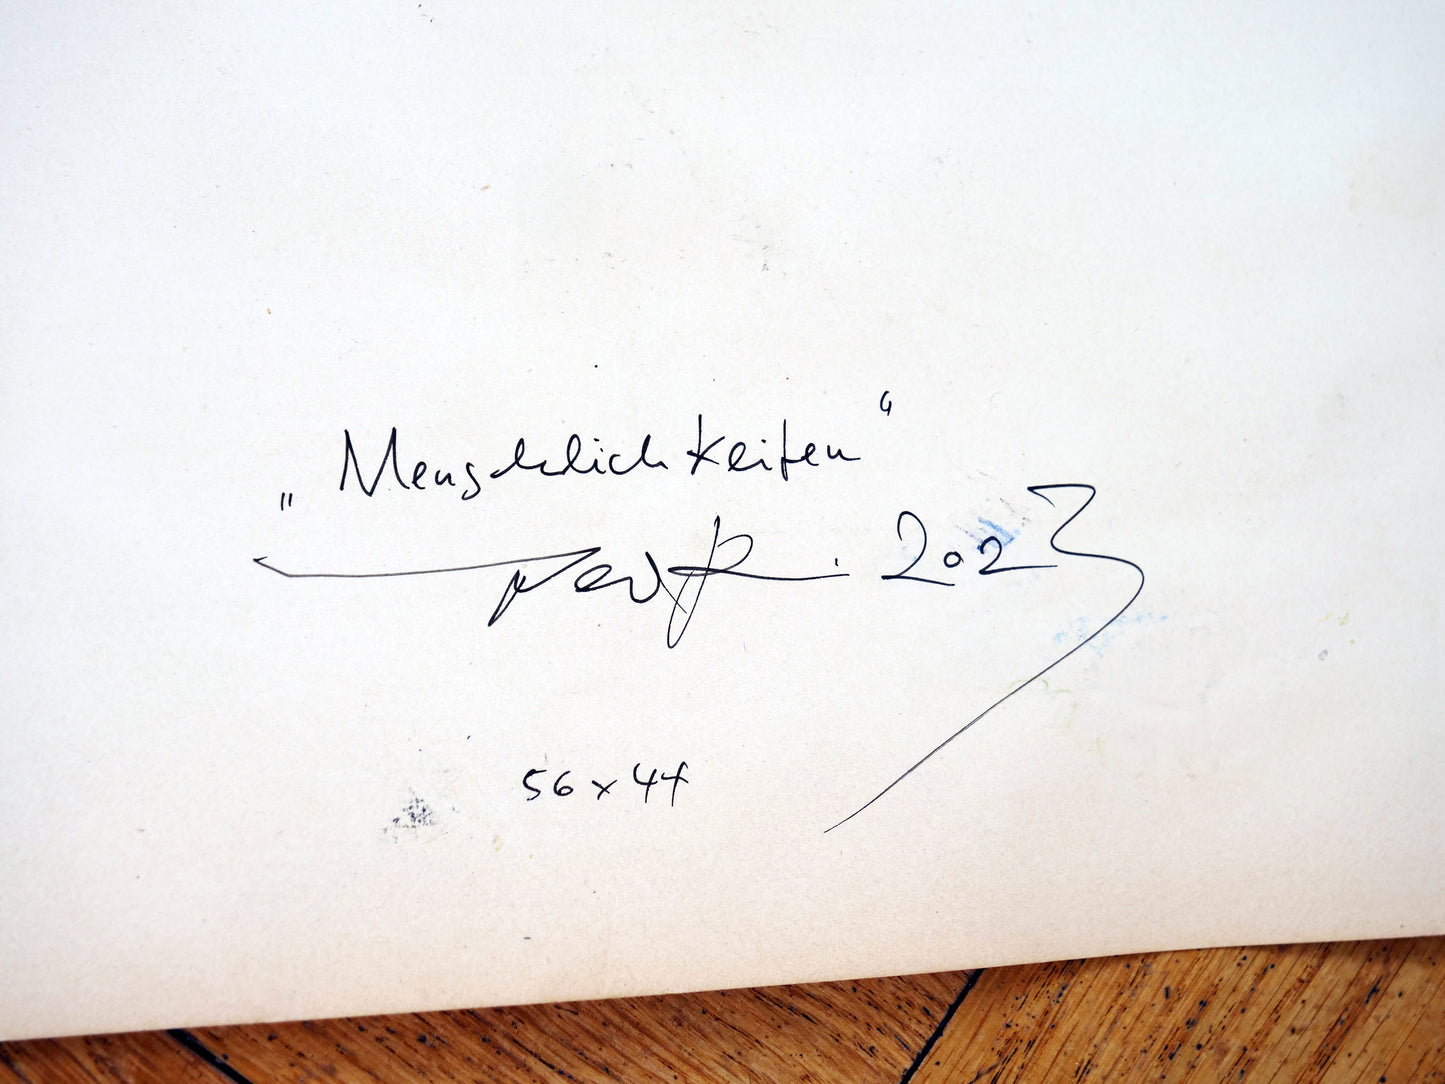 „Menschlichkeiten“
2023
56 x 44